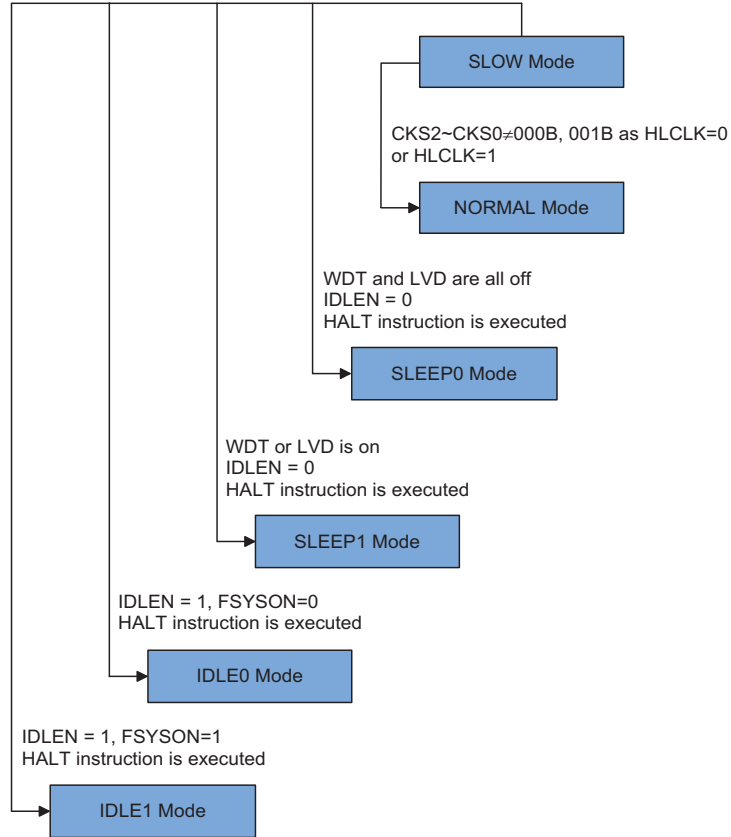 SLOW Mode
CKS2~CKS0≠000B, 001B as HLCLK=0
or HLCLK=1
NORMAL Mode
WDT and LVD are all off
IDLEN = 0
HALT instruction is executed
SLEEP0 Mode
WDT or LVD is on
IDLEN = 0
HALT instruction is executed
SLEEP1 Mode
IDLEN = 1, FSYSON=0
HALT instruction is executed
IDLE0 Mode
IDLEN = 1, FSYSON=1
HALT instruction is executed
IDLE1 Mode